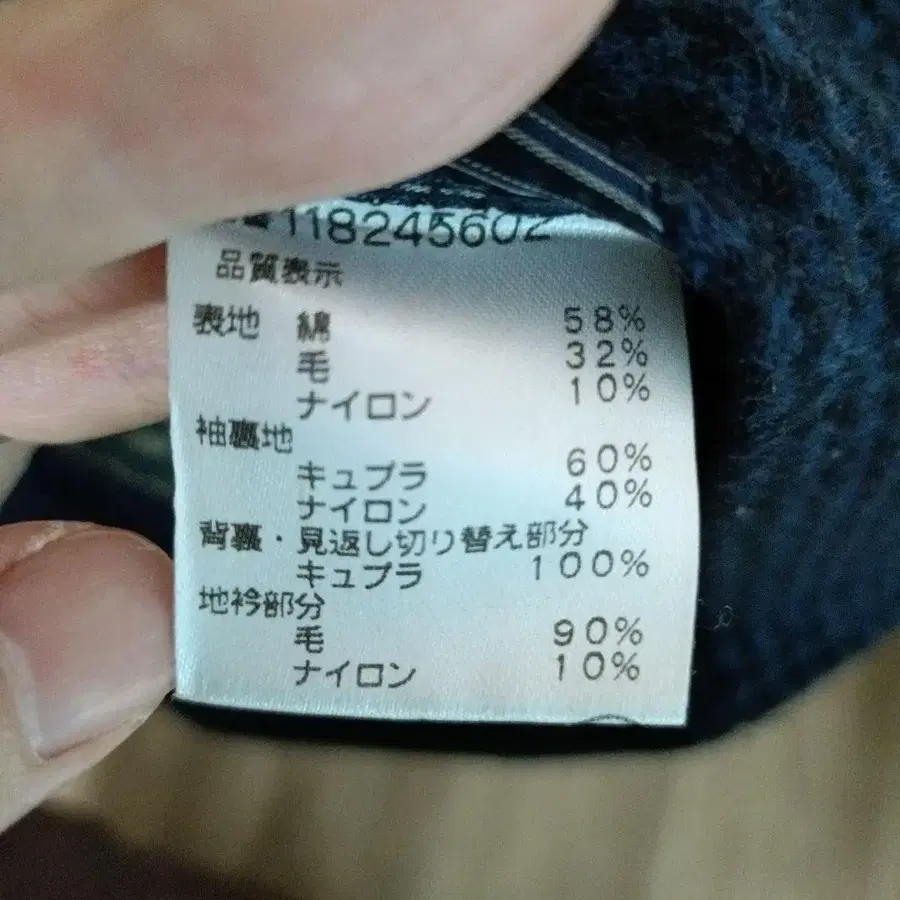 118245602
品質表示
表地 綿 58%
毛 32%
ナイロン 10%
袖裏地
キュプラ 60%
ナイロン 40%
背裏・見返し切り替え部分
キュプラ 100%
地衿部分
毛 90%
ナイロン 10%